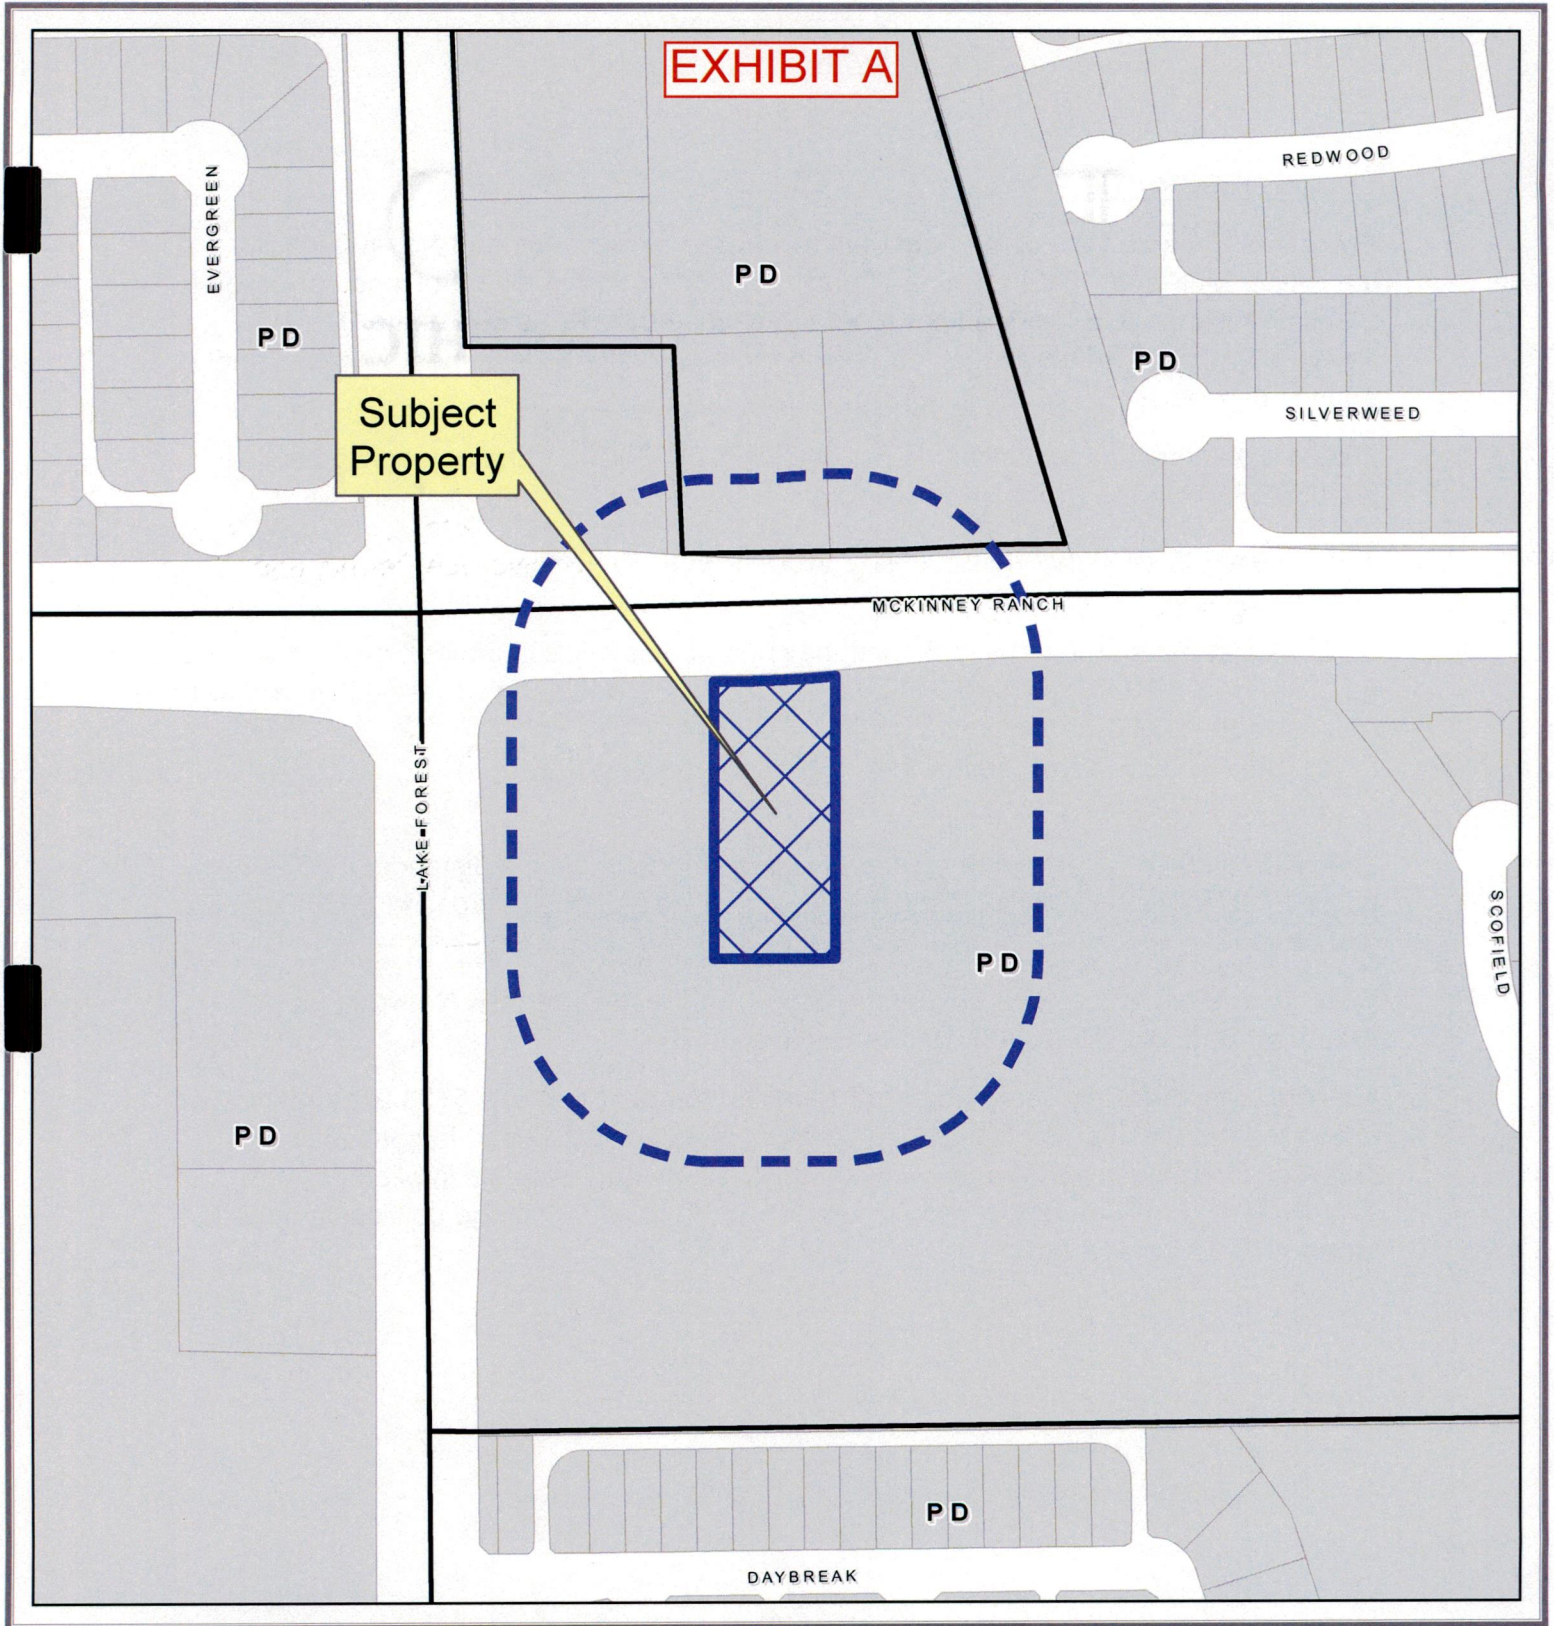 EXHIBIT A
REDWOOD
EVERGREEN
PD
PD
PD
Subject
Property
SILVERWEED
MCKINNEY RANCH
LAKE FOREST
SCOFIELD
PD
PD
PD
DAYBREAK